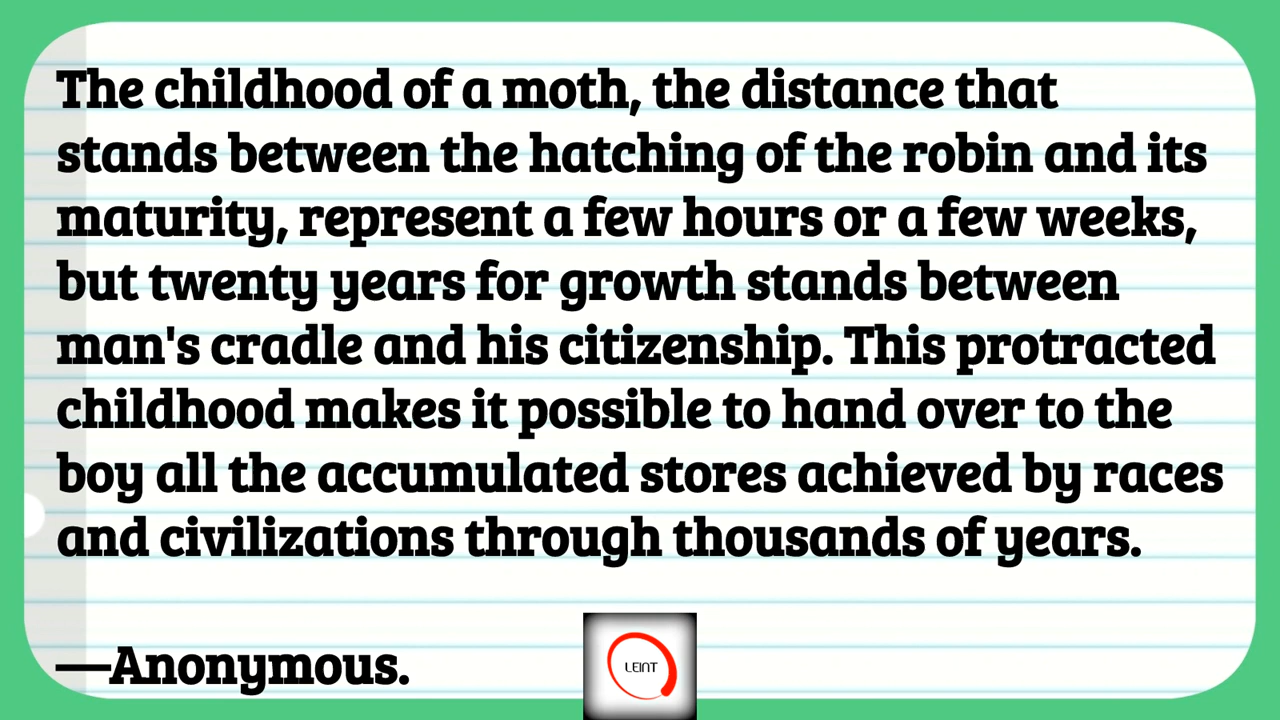 The childhood of a moth, the distance that
stands between the hatching of the robin and its
maturity, represent a few hours or a few weeks,
but twenty years for growth stands between
man's cradle and his citizenship. This protracted
childhood makes it possible to hand over to the
boy all the accumulated stores achieved by races
and civilizations through thousands of years.
—Anonymous.
LEINT